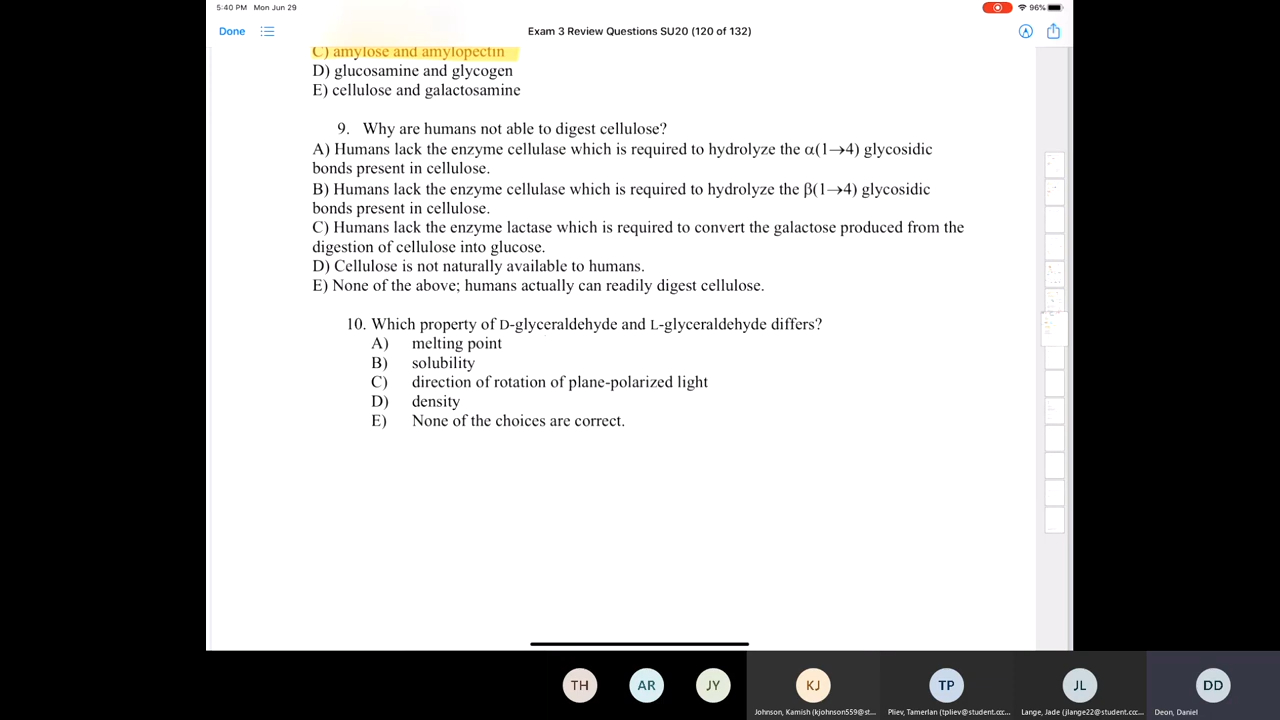 5:40 PM Mon Jun 29
96%
Done
Exam 3 Review Questions SU20 (120 of 132)
C) amylose and amylopectin
D) glucosamine and glycogen
E) cellulose and galactosamine
9. Why are humans not able to digest cellulose?
A) Humans lack the enzyme cellulase which is required to hydrolyze the α(1→4) glycosidic
bonds present in cellulose.
B) Humans lack the enzyme cellulase which is required to hydrolyze the β(1→4) glycosidic
bonds present in cellulose.
C) Humans lack the enzyme lactase which is required to convert the galactose produced from the
digestion of cellulose into glucose.
D) Cellulose is not naturally available to humans.
E) None of the above; humans actually can readily digest cellulose.
10. Which property of D-glyceraldehyde and L-glyceraldehyde differs?
A) melting point
B) solubility
C) direction of rotation of plane-polarized light
D) density
E) None of the choices are correct.
TH AR JY KJ TP JL DD
Johnson, Kamish (kjohnson559@st... Pliev, Tamerlan (tpliev@student.ccc... Lange, Jade (jlange22@student.ccc... Deon, Daniel